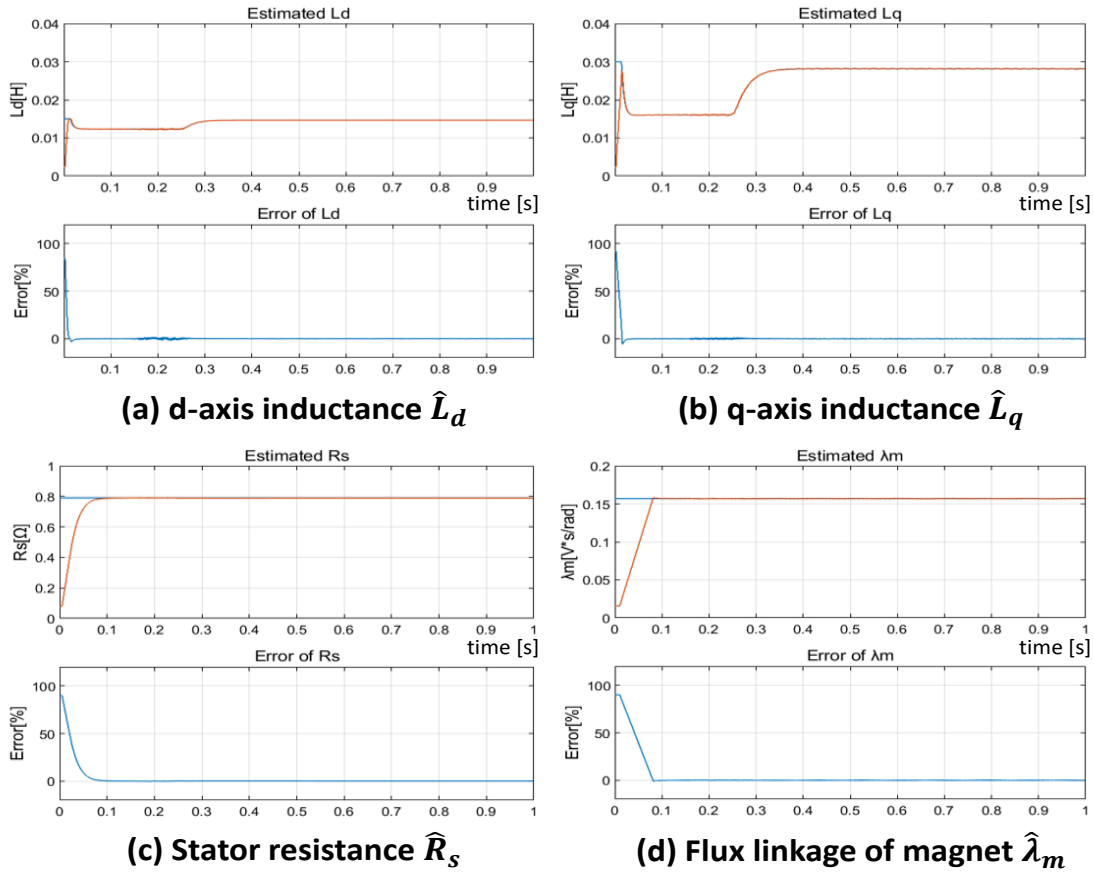 Estimated Ld
0.04
0.03
0.02
0.01
0
Ld[H]
0.1 0.2 0.3 0.4 0.5 0.6 0.7 0.8 0.9
time [s]
Error of Ld
100
50
0
Error[%]
0.1 0.2 0.3 0.4 0.5 0.6 0.7 0.8 0.9
(a) d-axis inductance L̂d
Estimated Lq
0.04
0.03
0.02
0.01
0
Lq[H]
0.1 0.2 0.3 0.4 0.5 0.6 0.7 0.8 0.9
time [s]
Error of Lq
100
50
0
Error[%]
0.1 0.2 0.3 0.4 0.5 0.6 0.7 0.8 0.9
(b) q-axis inductance L̂q
Estimated Rs
1
0.8
0.6
0.4
0.2
0
Rs[Ω]
0 0.1 0.2 0.3 0.4 0.5 0.6 0.7 0.8 0.9 1
time [s]
Error of Rs
100
50
0
Error[%]
0 0.1 0.2 0.3 0.4 0.5 0.6 0.7 0.8 0.9 1
(c) Stator resistance R̂s
Estimated λm
0.2
0.15
0.1
0.05
0
λm[V*s/rad]
0 0.1 0.2 0.3 0.4 0.5 0.6 0.7 0.8 0.9 1
time [s]
Error of λm
100
50
0
Error[%]
0 0.1 0.2 0.3 0.4 0.5 0.6 0.7 0.8 0.9 1
(d) Flux linkage of magnet λ̂m